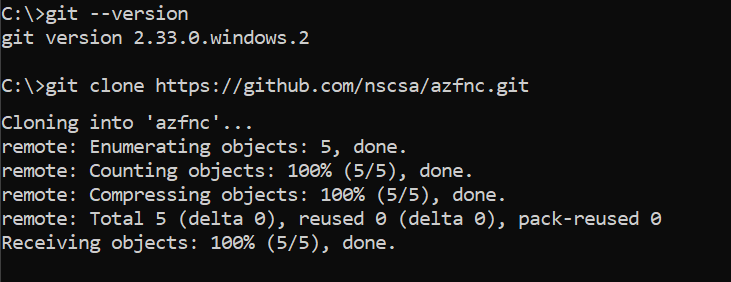 C:\>git --version
git version 2.33.0.windows.2
C:\>git clone https://github.com/nscsa/azfnc.git
Cloning into 'azfnc'...
remote: Enumerating objects: 5, done.
remote: Counting objects: 100% (5/5), done.
remote: Compressing objects: 100% (5/5), done.
remote: Total 5 (delta 0), reused 0 (delta 0), pack-reused 0
Receiving objects: 100% (5/5), done.